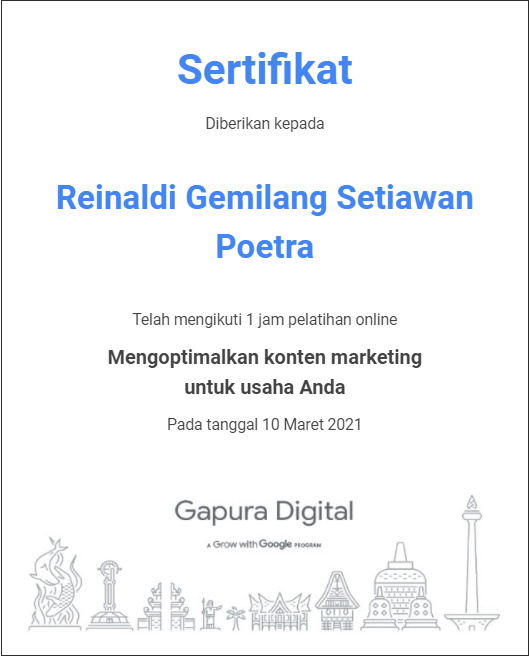 Sertifikat
Diberikan kepada
Reinaldi Gemilang Setiawan
Poetra
Telah mengikuti 1 jam pelatihan online
Mengoptimalkan konten marketing
untuk usaha Anda
Pada tanggal 10 Maret 2021
Gapura Digital
A Grow with Google PROGRAM